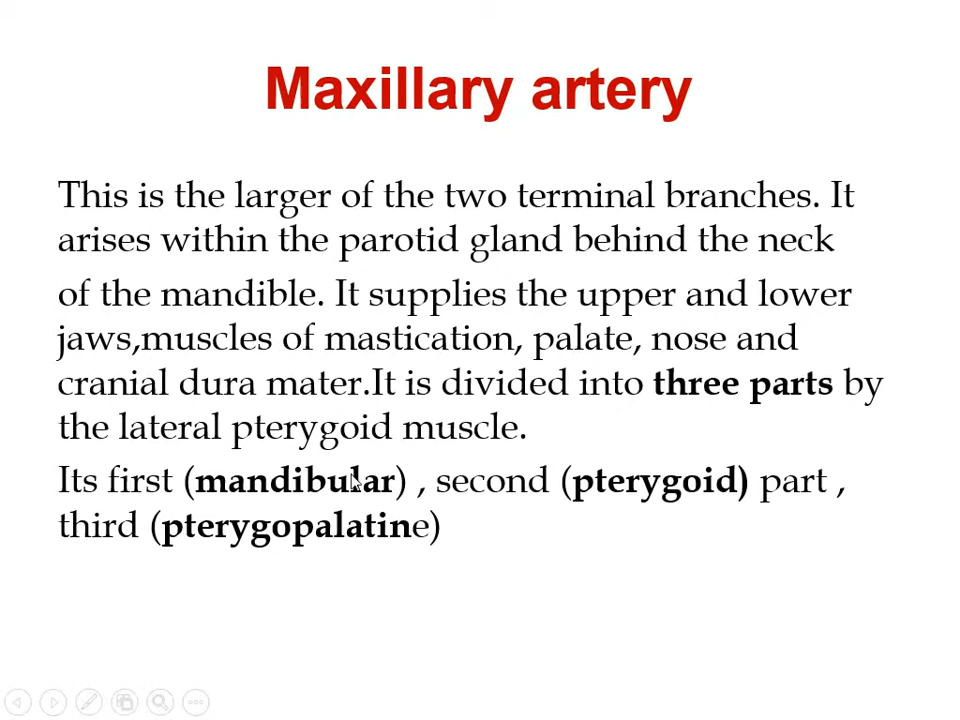 Maxillary artery
This is the larger of the two terminal branches. It
arises within the parotid gland behind the neck
of the mandible. It supplies the upper and lower
jaws,muscles of mastication, palate, nose and
cranial dura mater.It is divided into three parts by
the lateral pterygoid muscle.
Its first (mandibular) , second (pterygoid) part ,
third (pterygopalatine)